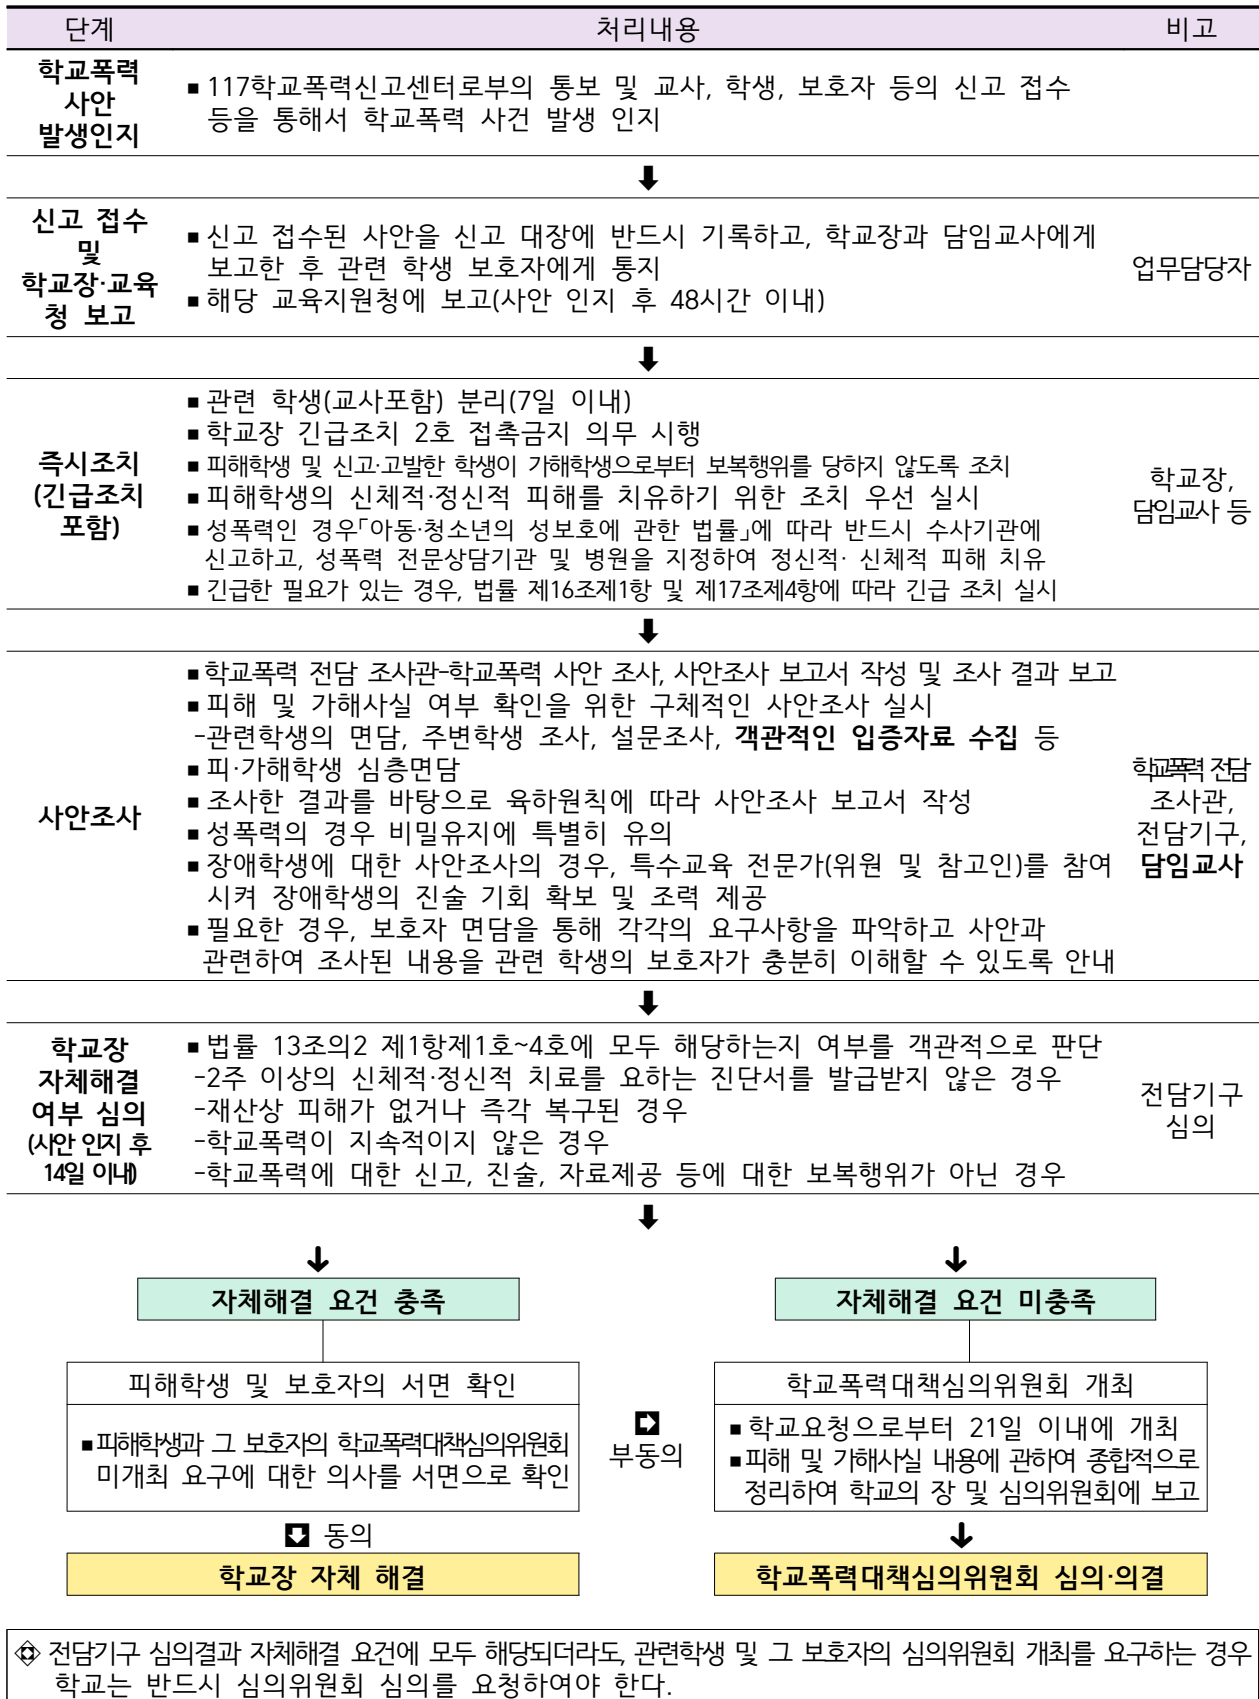 단계 처리내용 비고
학교폭력
사안
발생인지
■ 117학교폭력신고센터로부의 통보 및 교사, 학생, 보호자 등의 신고 접수
등을 통해서 학교폭력 사건 발생 인지
신고 접수
및
학교장·교육
청 보고
■ 신고 접수된 사안을 신고 대장에 반드시 기록하고, 학교장과 담임교사에게
보고한 후 관련 학생 보호자에게 통지
■ 해당 교육지원청에 보고(사안 인지 후 48시간 이내)
업무담당자
즉시조치
(긴급조치
포함)
■ 관련 학생(교사포함) 분리(7일 이내)
■ 학교장 긴급조치 2호 접촉금지 의무 시행
■ 피해학생 및 신고·고발한 학생이 가해학생으로부터 보복행위를 당하지 않도록 조치
■ 피해학생의 신체적·정신적 피해를 치유하기 위한 조치 우선 실시
■ 성폭력인 경우「아동·청소년의 성보호에 관한 법률」에 따라 반드시 수사기관에
신고하고, 성폭력 전문상담기관 및 병원을 지정하여 정신적· 신체적 피해 치유
■ 긴급한 필요가 있는 경우, 법률 제16조제1항 및 제17조제4항에 따라 긴급 조치 실시
학교장,
담임교사 등
사안조사
■ 학교폭력 전담 조사관-학교폭력 사안 조사, 사안조사 보고서 작성 및 조사 결과 보고
■ 피해 및 가해사실 여부 확인을 위한 구체적인 사안조사 실시
-관련학생의 면담, 주변학생 조사, 설문조사, 객관적인 입증자료 수집 등
■ 피·가해학생 심층면담
■ 조사한 결과를 바탕으로 육하원칙에 따라 사안조사 보고서 작성
■ 성폭력의 경우 비밀유지에 특별히 유의
■ 장애학생에 대한 사안조사의 경우, 특수교육 전문가(위원 및 참고인)를 참여
시켜 장애학생의 진술 기회 확보 및 조력 제공
■ 필요한 경우, 보호자 면담을 통해 각각의 요구사항을 파악하고 사안과
관련하여 조사된 내용을 관련 학생의 보호자가 충분히 이해할 수 있도록 안내
학교폭력 전담
조사관,
전담기구,
담임교사
학교장
자체해결
여부 심의
(사안 인지 후
14일 이내)
■ 법률 13조의2 제1항제1호~4호에 모두 해당하는지 여부를 객관적으로 판단
-2주 이상의 신체적·정신적 치료를 요하는 진단서를 발급받지 않은 경우
-재산상 피해가 없거나 즉각 복구된 경우
-학교폭력이 지속적이지 않은 경우
-학교폭력에 대한 신고, 진술, 자료제공 등에 대한 보복행위가 아닌 경우
전담기구
심의
자체해결 요건 충족
자체해결 요건 미충족
피해학생 및 보호자의 서면 확인
■ 피해학생과 그 보호자의 학교폭력대책심의위원회
미개최 요구에 대한 의사를 서면으로 확인
부동의
학교폭력대책심의위원회 개최
■ 학교요청으로부터 21일 이내에 개최
■ 피해 및 가해사실 내용에 관하여 종합적으로
정리하여 학교의 장 및 심의위원회에 보고
동의
학교장 자체 해결
학교폭력대책심의위원회 심의·의결
전담기구 심의결과 자체해결 요건에 모두 해당되더라도, 관련학생 및 그 보호자의 심의위원회 개최를 요구하는 경우
학교는 반드시 심의위원회 심의를 요청하여야 한다.